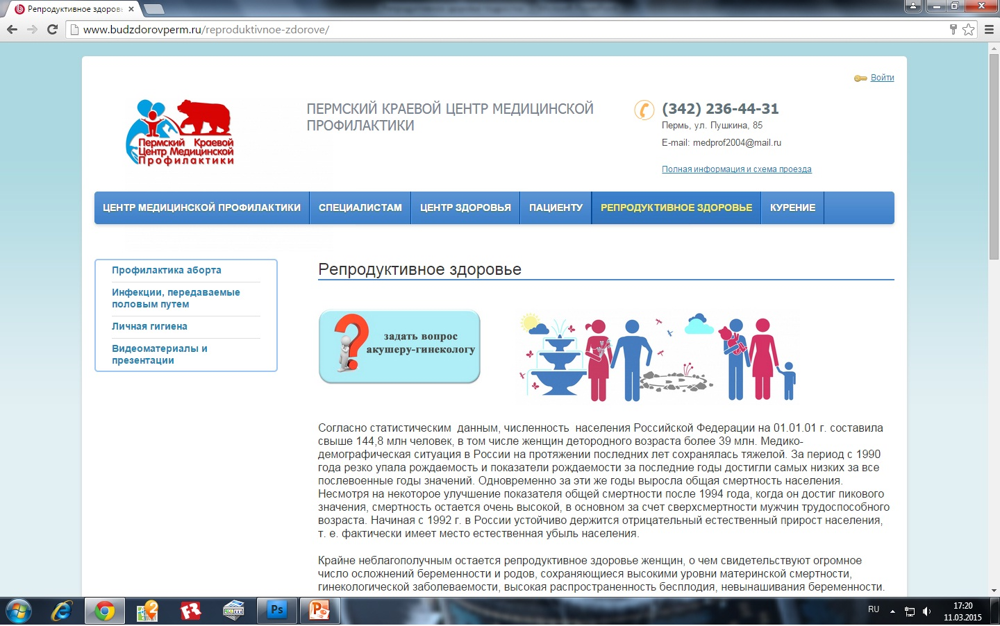 Репродуктивное здоровь
www.budzdorovperm.ru/reproduktivnoe-zdorove/
Войти
Пермский Краевой
Центр Медицинской
Профилактики
ПЕРМСКИЙ КРАЕВОЙ ЦЕНТР МЕДИЦИНСКОЙ
ПРОФИЛАКТИКИ
(342) 236-44-31
Пермь, ул. Пушкина, 85
E-mail: medprof2004@mail.ru
Полная информация и схема проезда
ЦЕНТР МЕДИЦИНСКОЙ ПРОФИЛАКТИКИ СПЕЦИАЛИСТАМ ЦЕНТР ЗДОРОВЬЯ ПАЦИЕНТУ РЕПРОДУКТИВНОЕ ЗДОРОВЬЕ КУРЕНИЕ
Профилактика аборта
Инфекции, передаваемые
половым путем
Личная гигиена
Видеоматериалы и
презентации
Репродуктивное здоровье
задать вопрос
акушеру-гинекологу
Согласно статистическим данным, численность населения Российской Федерации на 01.01.01 г. составила
свыше 144,8 млн человек, в том числе женщин детородного возраста более 39 млн. Медико-
демографическая ситуация в России на протяжении последних лет сохранялась тяжелой. За период с 1990
года резко упала рождаемость и показатели рождаемости за последние годы достигли самых низких за все
послевоенные годы значений. Одновременно за эти же годы выросла общая смертность населения.
Несмотря на некоторое улучшение показателя общей смертности после 1994 года, когда он достиг пикового
значения, смертность остается очень высокой, в основном за счет сверхсмертности мужчин трудоспособного
возраста. Начиная с 1992 г. в России устойчиво держится отрицательный естественный прирост населения,
т. е. фактически имеет место естественная убыль населения.
Крайне неблагополучным остается репродуктивное здоровье женщин, о чем свидетельствуют огромное
число осложнений беременности и родов, сохраняющиеся высокими уровни материнской смертности,
гинекологической заболеваемости, высокая распространенность бесплодия, невынашивания беременности.
2
Ps
P
RU
17:20
11.03.2015